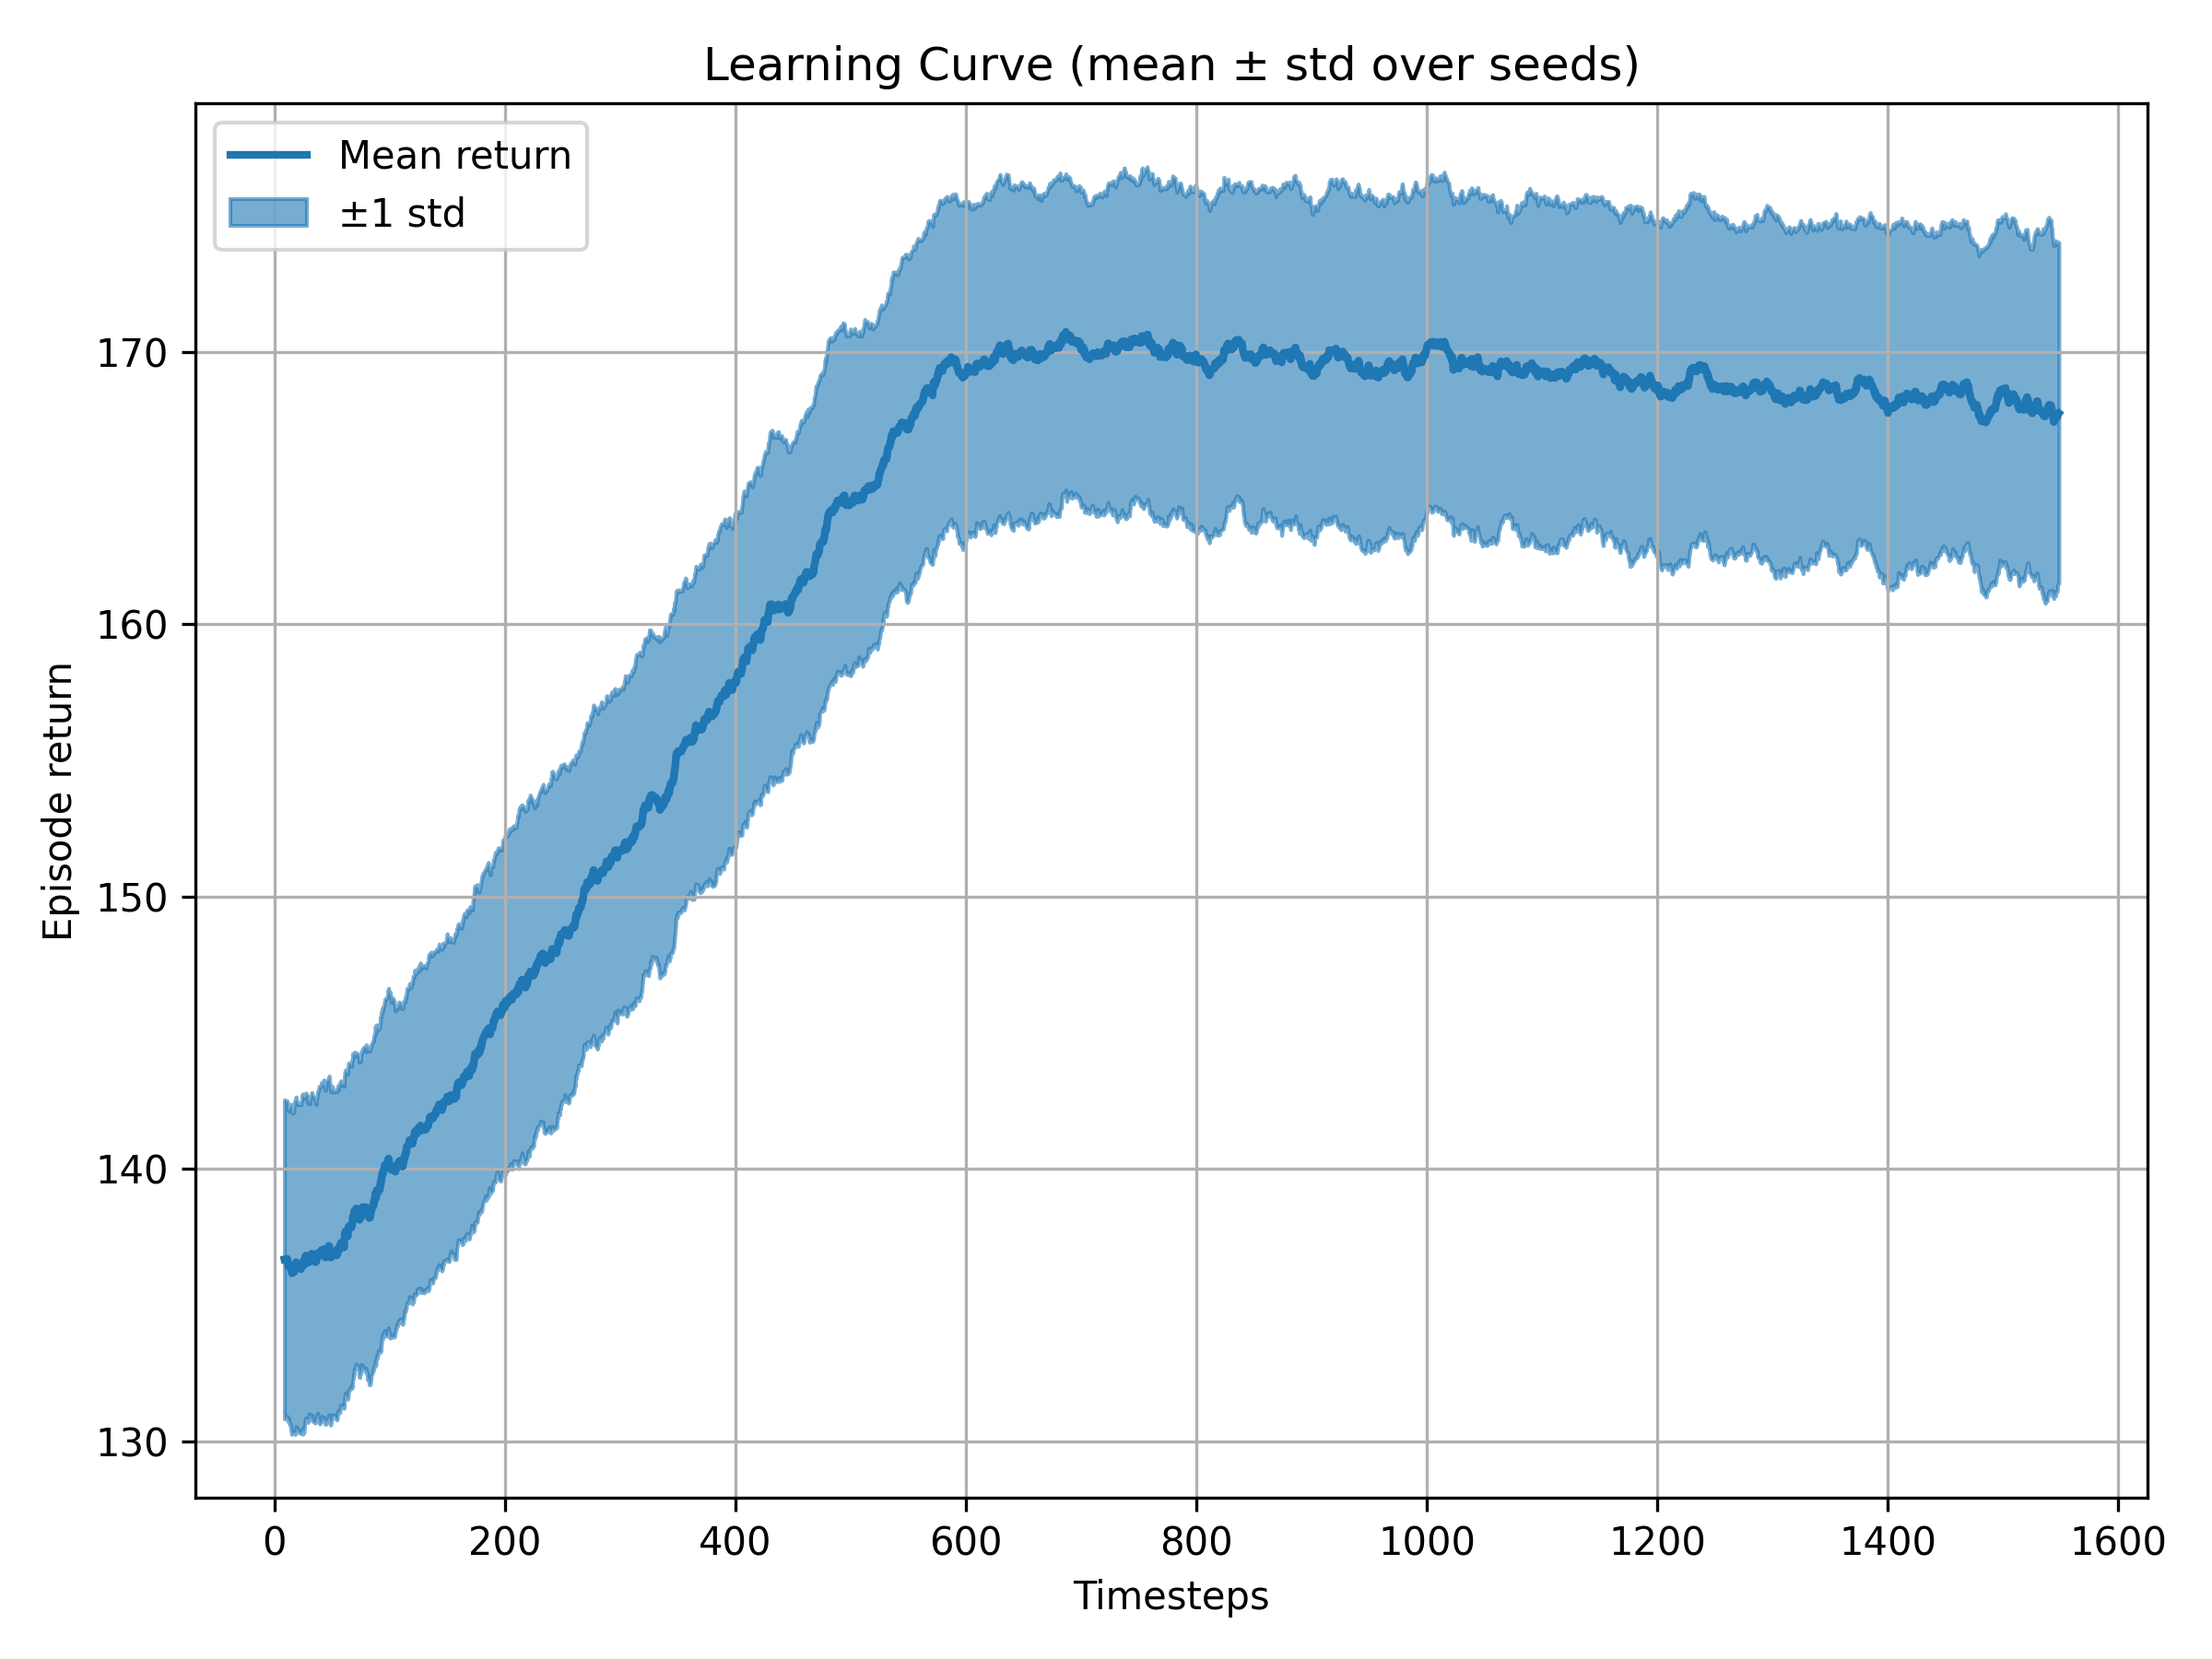 Learning Curve (mean ± std over seeds)
Mean return
±1 std
Episode return
170
160
150
140
130
0 200 400 600 800 1000 1200 1400 1600
Timesteps